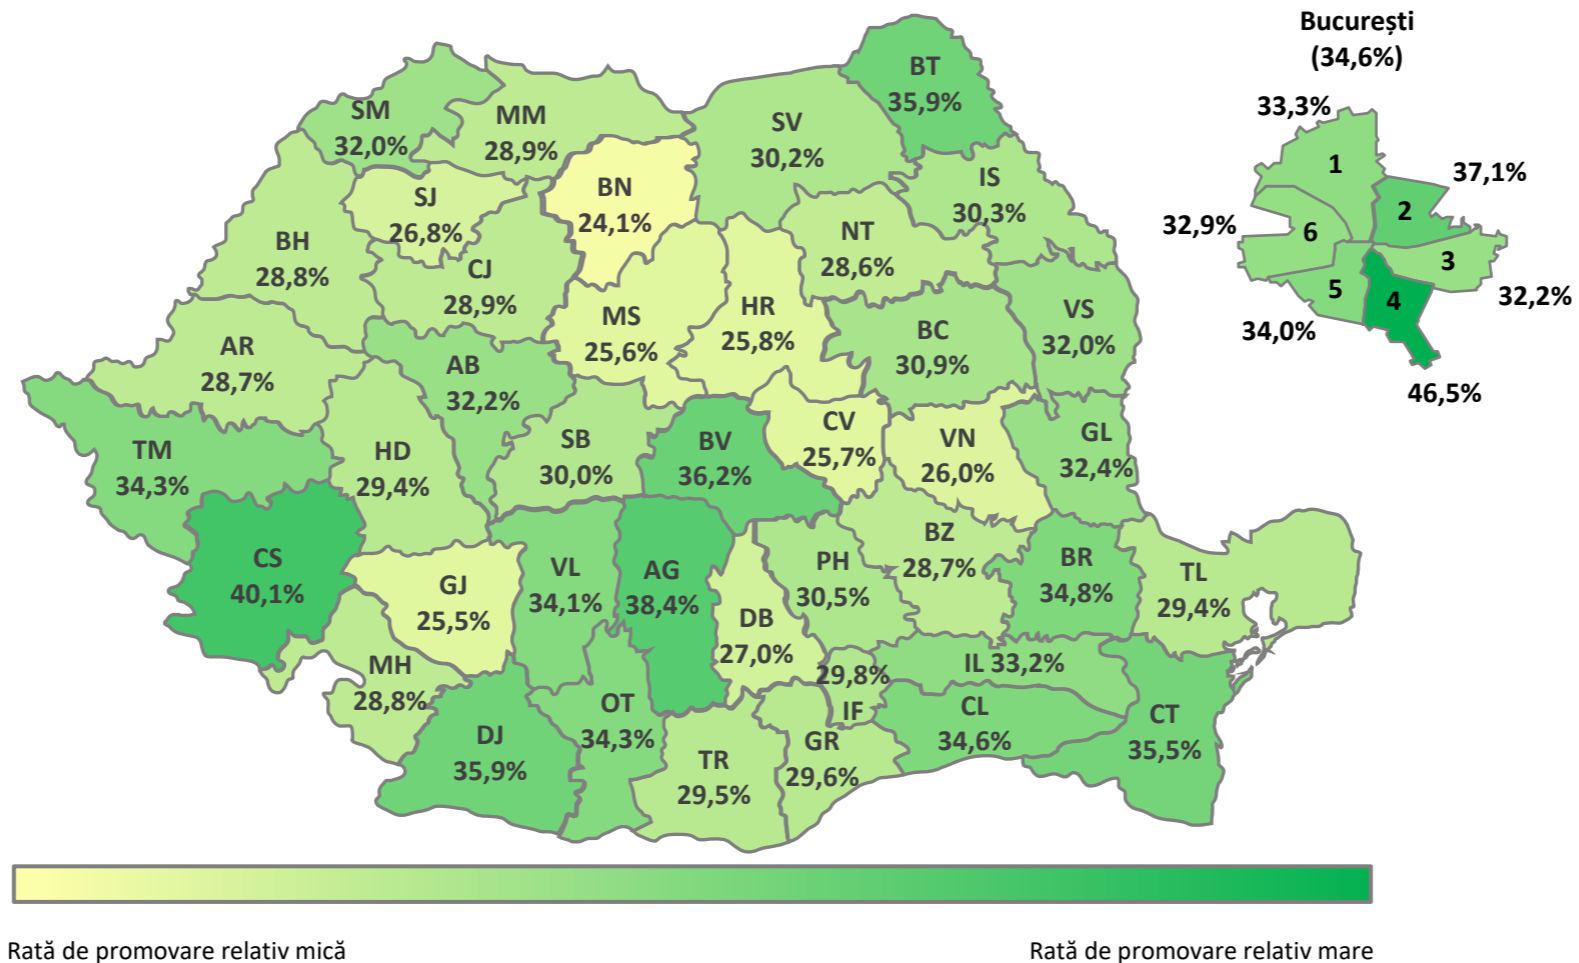 București
(34,6%)
33,3%
1
37,1%
2
32,9%
6
3
32,2%
5
34,0%
4
46,5%
BT
35,9%
SM
32,0%
MM
28,9%
SV
30,2%
IS
30,3%
BN
24,1%
SJ
26,8%
BH
28,8%
NT
28,6%
CJ
28,9%
MS
25,6%
HR
25,8%
BC
30,9%
VS
32,0%
AR
28,7%
AB
32,2%
CV
25,7%
VN
26,0%
GL
32,4%
TM
34,3%
HD
29,4%
SB
30,0%
BV
36,2%
BZ
28,7%
CS
40,1%
GJ
25,5%
VL
34,1%
AG
38,4%
PH
30,5%
BR
34,8%
TL
29,4%
DB
27,0%
MH
28,8%
29,8%
IF
IL 33,2%
OT
34,3%
CL
34,6%
CT
35,5%
DJ
35,9%
TR
29,5%
GR
29,6%
Rată de promovare relativ mică
Rată de promovare relativ mare